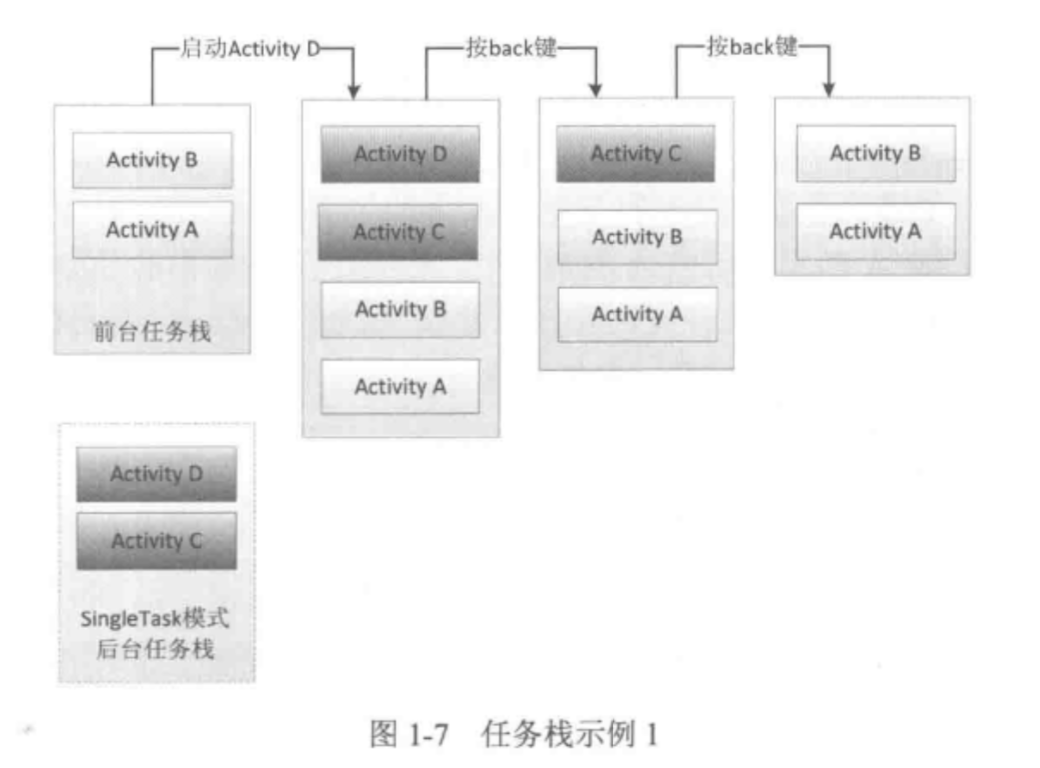 启动Activity D
按back键
按back键
Activity B
Activity A
前台任务栈
Activity D
Activity C
Activity B
Activity A
Activity C
Activity B
Activity A
Activity B
Activity A
Activity D
Activity C
SingleTask模式
后台任务栈
图 1-7 任务栈示例 1